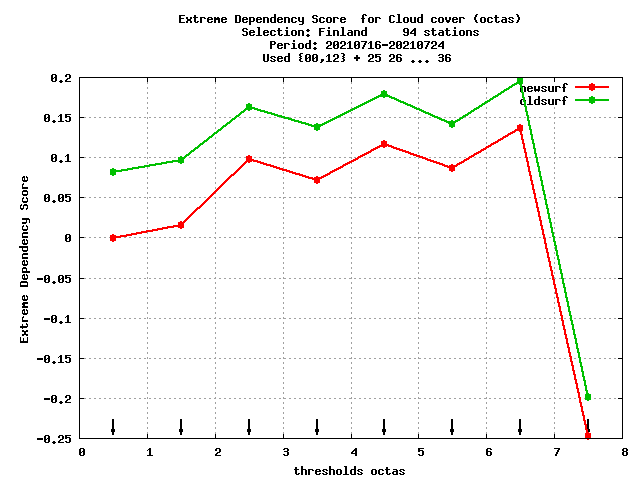 Extreme Dependency Score  for Cloud cover (octas)
Selection: Finland     94 stations
Period: 20210716-20210724
Used {00,12} + 25 26 ... 36
newsurf
oldsurf
0.2
0.15
0.1
0.05
0
-0.05
-0.1
-0.15
-0.2
-0.25
Extreme Dependency Score
0 1 2 3 4 5 6 7 8
thresholds octas